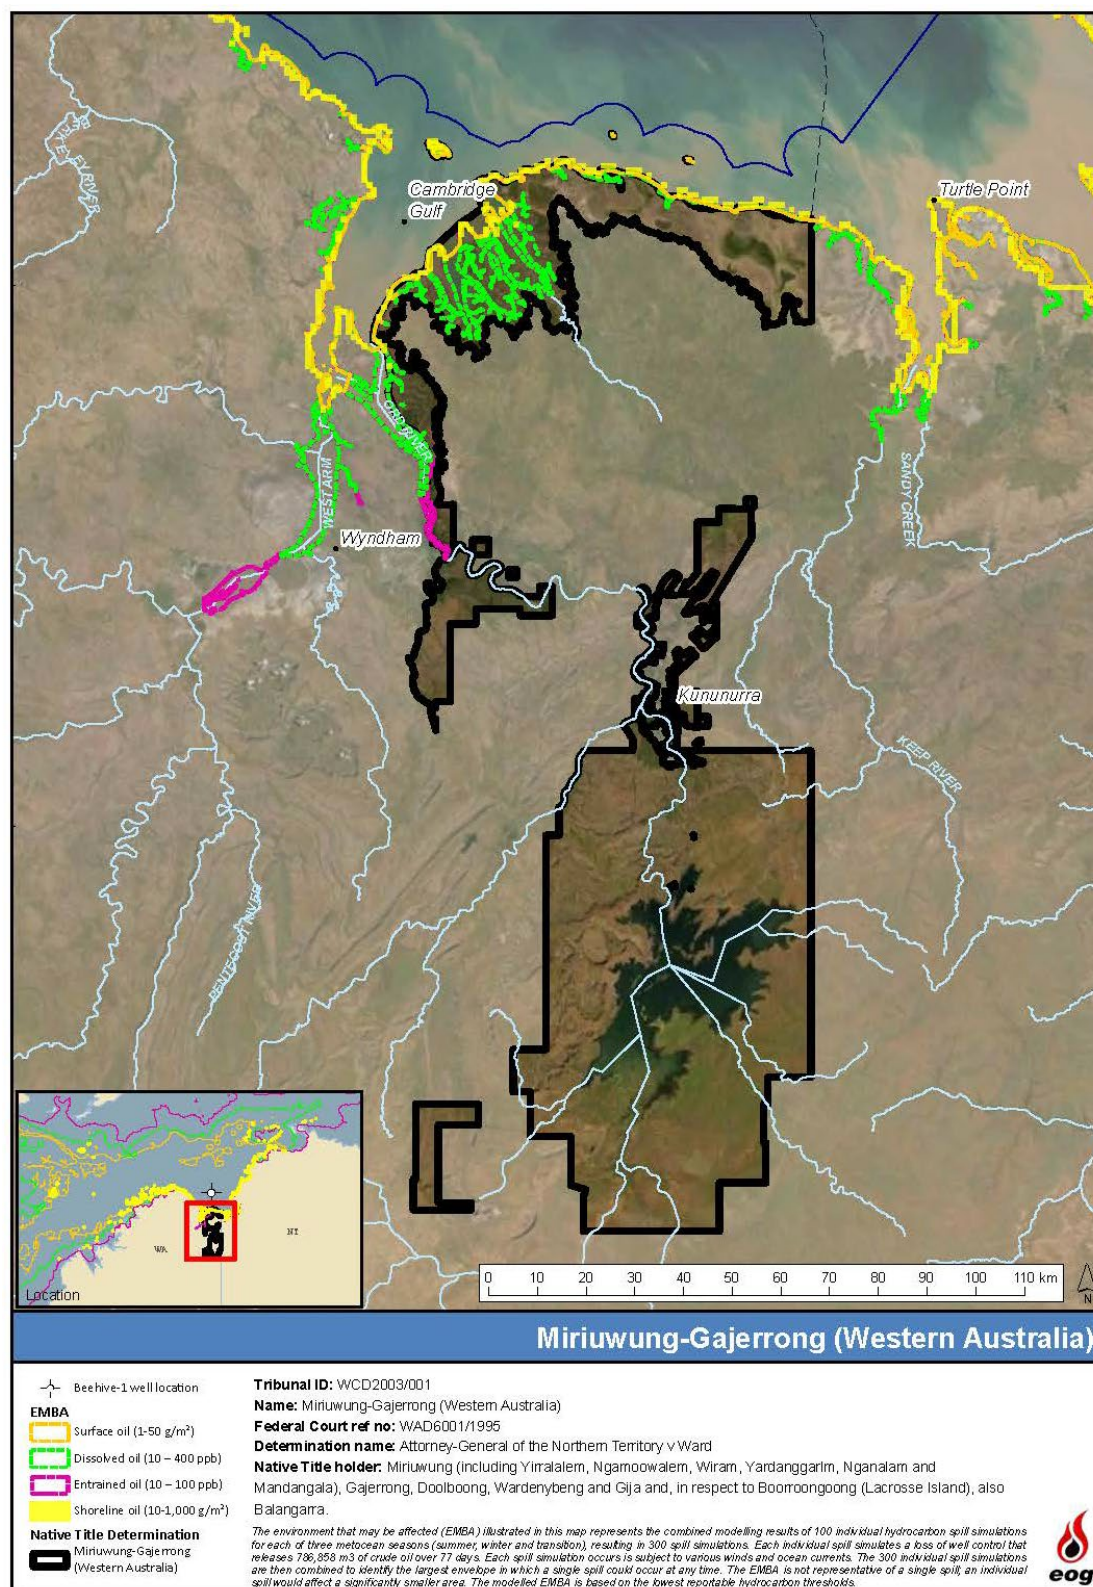 BERKELEY RIVER
Cambridge
Gulf
Turtle Point
ORD RIVER
WEST ARM
SANDY CREEK
Wyndham
Kununurra
KEEP RIVER
PENTECOST RIVER
WA
NT
Location
0 10 20 30 40 50 60 70 80 90 100 110 km
N
Miriuwung-Gajerrong (Western Australia)
Beehive-1 well location
EMBA
Surface oil (1-50 g/m²)
Dissolved oil (10 – 400 ppb)
Entrained oil (10 – 100 ppb)
Shoreline oil (10-1,000 g/m²)
Native Title Determination
Miriuwung-Gajerrong
(Western Australia)
Tribunal ID: WCD2003/001
Name: Miriuwung-Gajerrong (Western Australia)
Federal Court ref no: WAD6001/1995
Determination name: Attorney-General of the Northern Territory v Ward
Native Title holder: Miriuwung (including Yirralalem, Ngamoowalem, Wiram, Yardanggarlm, Nganalam and
Mandangala), Gajerrong, Doolboong, Wardenybeng and Gija and, in respect to Boorroongoong (Lacrosse Island), also
Balangarra.
The environment that may be affected (EMBA) illustrated in this map represents the combined modelling results of 100 individual hydrocarbon spill simulations
for each of three metocean seasons (summer, winter and transition), resulting in 300 spill simulations. Each individual spill simulates a loss of well control that
releases 786,858 m3 of crude oil over 77 days. Each spill simulation occurs is subject to various winds and ocean currents. The 300 individual spill simulations
are then combined to identify the largest envelope in which a single spill could occur at any time. The EMBA is not representative of a single spill; an individual
spill would affect a significantly smaller area. The modelled EMBA is based on the lowest reportable hydrocarbon thresholds.
eog